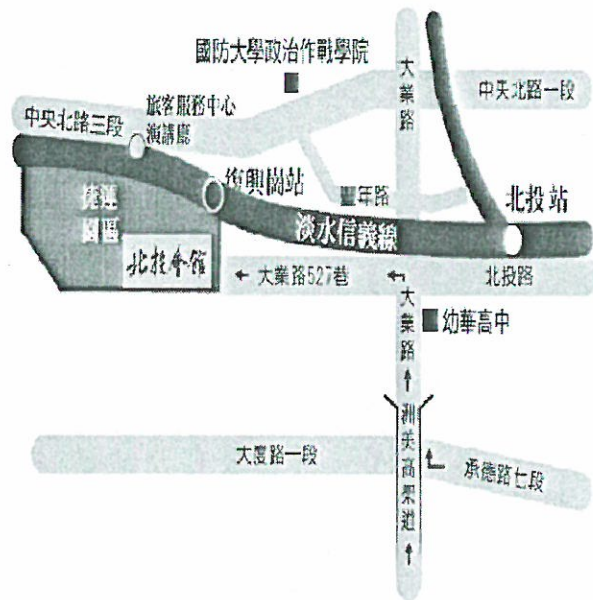 國防大學政治作戰學院
大業路
中央北路一段
旅客服務中心
演講廳
中央北路三段
復興崗站
豐年路
捷運
園區
北投站
淡水信義線
北投會館
大業路527巷
北投路
大業路
幼華高中
洲美高架道
大度路一段
承德路七段